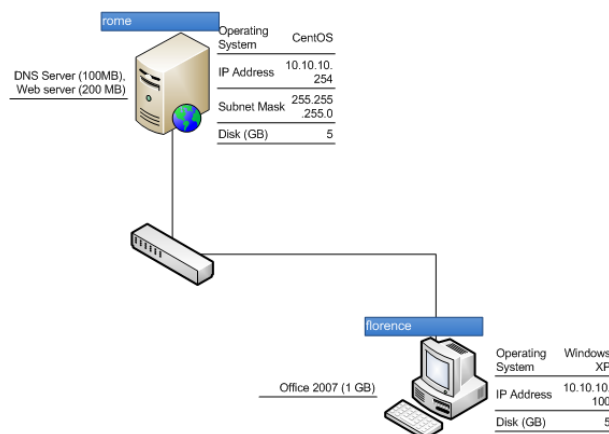 rome
Operating System CentOS
IP Address 10.10.10.254
Subnet Mask 255.255.255.0
Disk (GB) 5
DNS Server (100MB),
Web server (200 MB)
florence
Office 2007 (1 GB)
Operating System Windows XP
IP Address 10.10.10.100
Disk (GB) 5